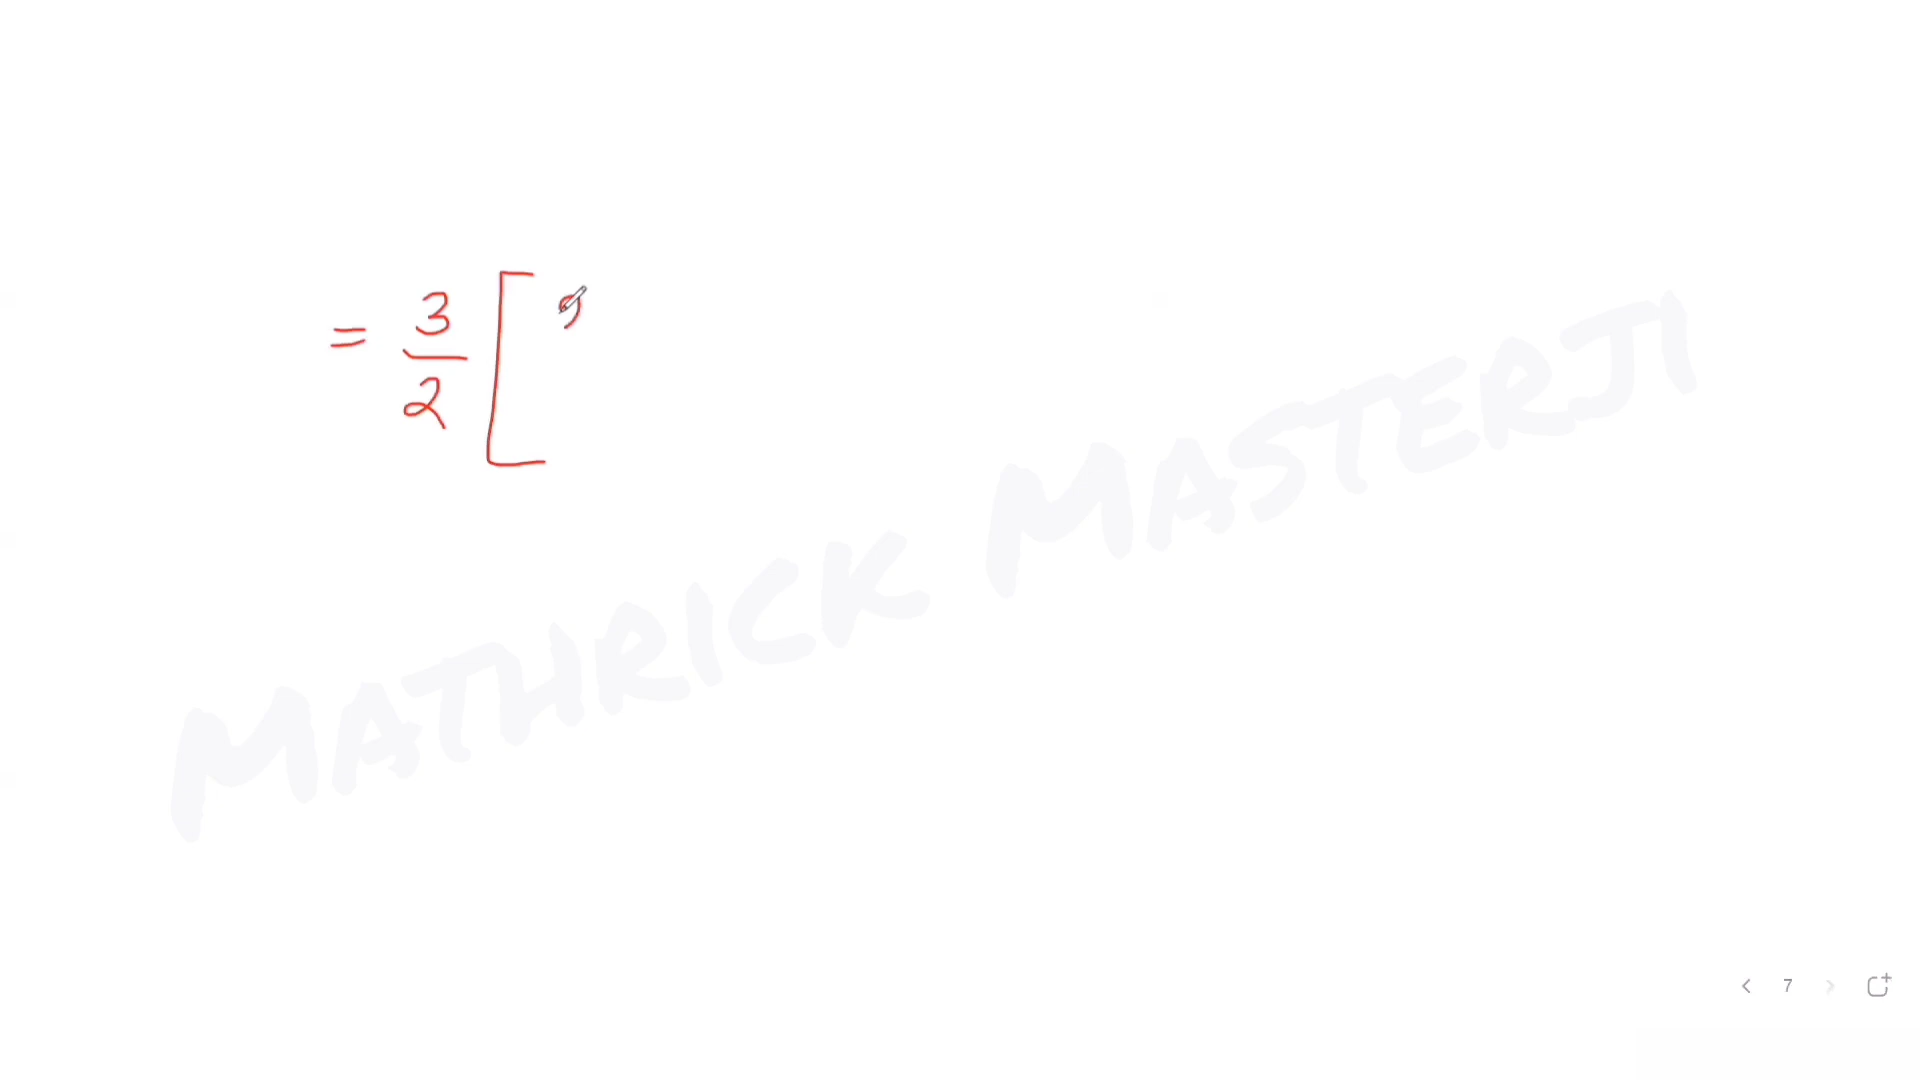 = 3/2 [
MATHRICK MASTERJI
7